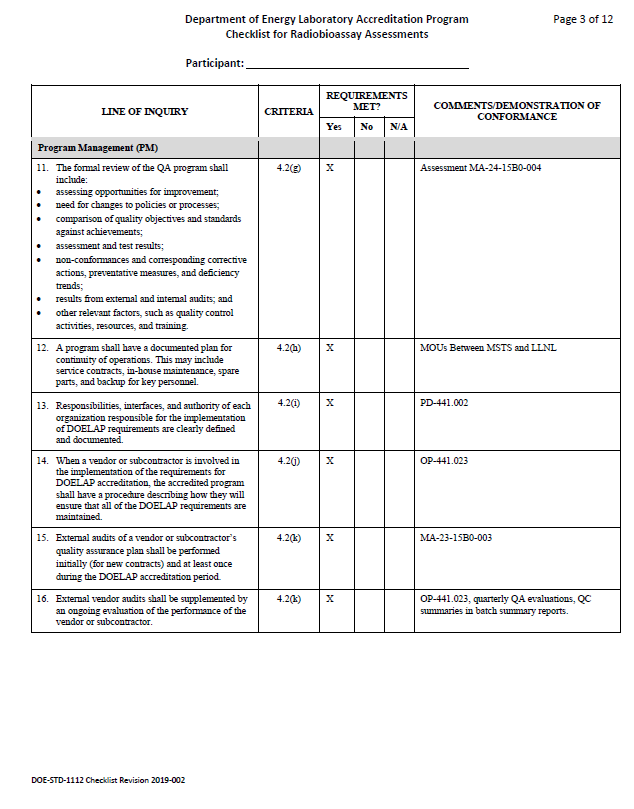 Department of Energy Laboratory Accreditation Program
Page 3 of 12
Checklist for Radiobioassay Assessments
Participant:
LINE OF INQUIRY
CRITERIA
REQUIREMENTS
MET?
Yes
No
N/A
COMMENTS/DEMONSTRATION OF
CONFORMANCE
Program Management (PM)
11. The formal review of the QA program shall
include:
• assessing opportunities for improvement;
• need for changes to policies or processes;
• comparison of quality objectives and standards
against achievements;
• assessment and test results;
• non-conformances and corresponding corrective
actions, preventative measures, and deficiency
trends;
• results from external and internal audits; and
• other relevant factors, such as quality control
activities, resources, and training.
4.2(g)
X
Assessment MA-24-15B0-004
12. A program shall have a documented plan for
continuity of operations. This may include
service contracts, in-house maintenance, spare
parts, and backup for key personnel.
4.2(h)
X
MOUs Between MSTS and LLNL
13. Responsibilities, interfaces, and authority of each
organization responsible for the implementation
of DOELAP requirements are clearly defined
and documented.
4.2(i)
X
PD-441.002
14. When a vendor or subcontractor is involved in
the implementation of the requirements for
DOELAP accreditation, the accredited program
shall have a procedure describing how they will
ensure that all of the DOELAP requirements are
maintained.
4.2(j)
X
OP-441.023
15. External audits of a vendor or subcontractor's
quality assurance plan shall be performed
initially (for new contracts) and at least once
during the DOELAP accreditation period.
4.2(k)
X
MA-23-15B0-003
16. External vendor audits shall be supplemented by
an ongoing evaluation of the performance of the
vendor or subcontractor.
4.2(k)
X
OP-441.023, quarterly QA evaluations, QC
summaries in batch summary reports.
DOE-STD-1112 Checklist Revision 2019-002